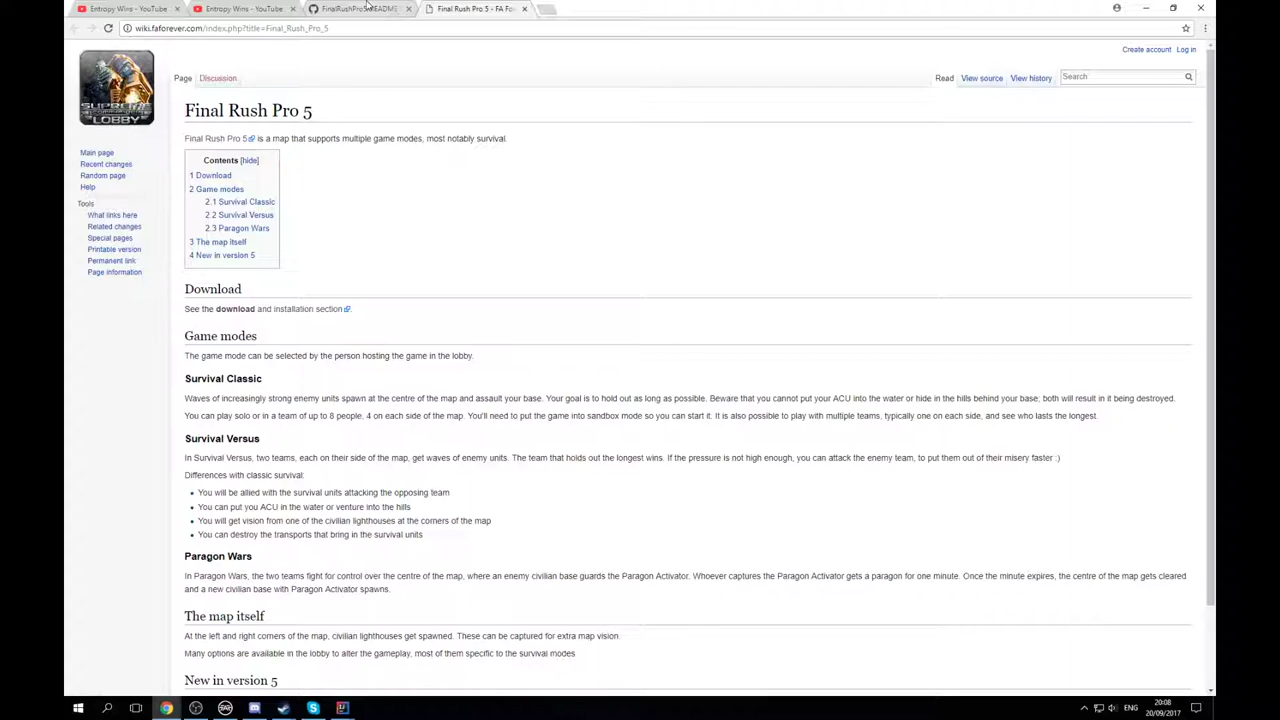 Entropy Wins - YouTube
Entropy Wins - YouTube
Final Rush Pro 5 - FA Fo
wiki.faforever.com/index.php?title=Final_Rush_Pro_5
Create account Log in
Page Discussion
Read View source View history Search
SUPREME
LOBBY
Final Rush Pro 5
Final Rush Pro 5 is a map that supports multiple game modes, most notably survival.
Contents [hide]
1 Download
2 Game modes
2.1 Survival Classic
2.2 Survival Versus
2.3 Paragon Wars
3 The map itself
4 New in version 5
Main page
Recent changes
Random page
Help
Tools
What links here
Related changes
Special pages
Printable version
Permanent link
Page information
Download
See the download and installation section.
Game modes
The game mode can be selected by the person hosting the game in the lobby.
Survival Classic
Waves of increasingly strong enemy units spawn at the centre of the map and assault your base. Your goal is to hold out as long as possible. Beware that you cannot put your ACU into the water or hide in the hills behind your base; both will result in it being destroyed.
You can play solo or in a team of up to 8 people, 4 on each side of the map. You'll need to put the game into sandbox mode so you can start it. It is also possible to play with multiple teams, typically one on each side, and see who lasts the longest.
Survival Versus
In Survival Versus, two teams, each on their side of the map, get waves of enemy units. The team that holds out the longest wins. If the pressure is not high enough, you can attack the enemy team, to put them out of their misery faster :)
Differences with classic survival:
You will be allied with the survival units attacking the opposing team
You can put you ACU in the water or venture into the hills
You will get vision from one of the civilian lighthouses at the corners of the map
You can destroy the transports that bring in the survival units
Paragon Wars
In Paragon Wars, the two teams fight for control over the centre of the map, where an enemy civilian base guards the Paragon Activator. Whoever captures the Paragon Activator gets a paragon for one minute. Once the minute expires, the centre of the map gets cleared
and a new civilian base with Paragon Activator spawns.
The map itself
At the left and right corners of the map, civilian lighthouses get spawned. These can be captured for extra map vision.
Many options are available in the lobby to alter the gameplay, most of them specific to the survival modes
New in version 5
ENG
20:08
20/09/2017